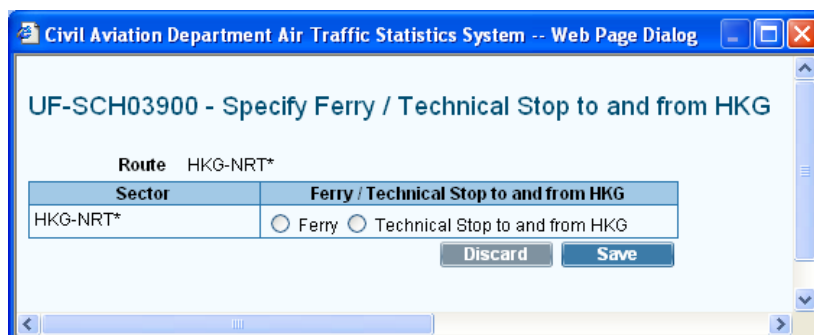 Civil Aviation Department Air Traffic Statistics System -- Web Page Dialog
UF-SCH03900 - Specify Ferry / Technical Stop to and from HKG
Route HKG-NRT*
Sector Ferry / Technical Stop to and from HKG
HKG-NRT* Ferry Technical Stop to and from HKG
Discard Save